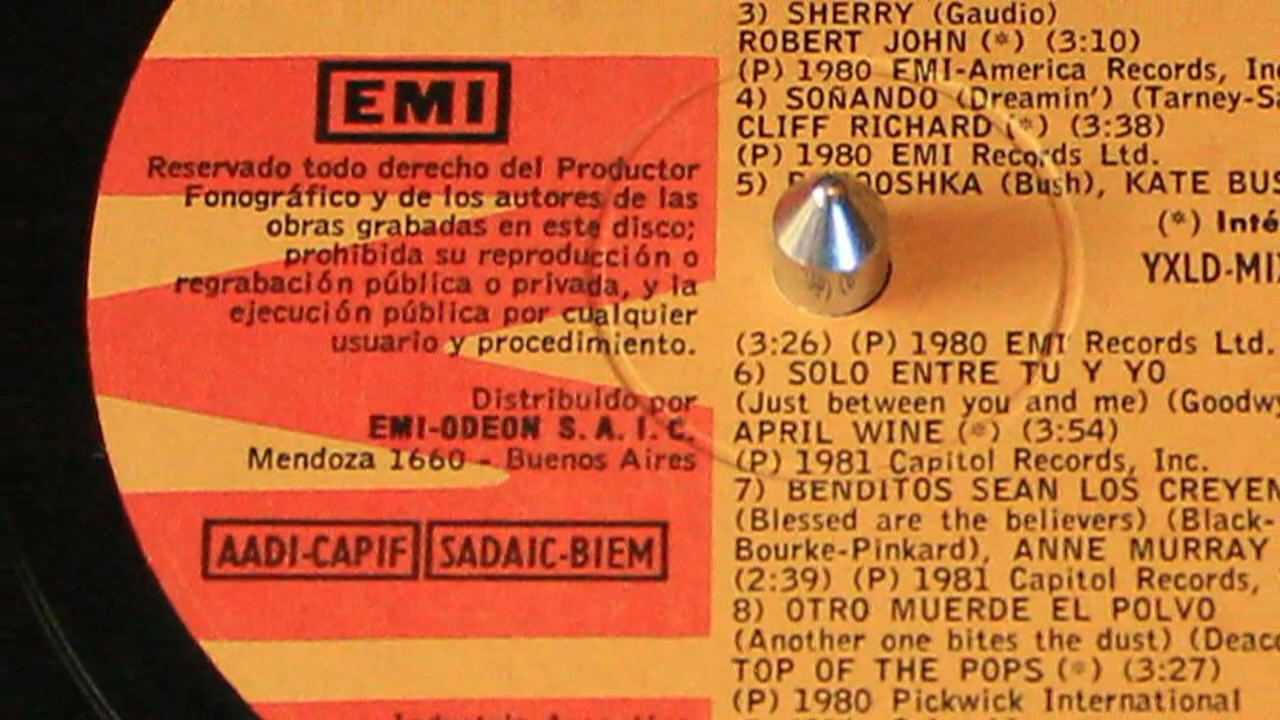 EMI
Reservado todo derecho del Productor
Fonográfico y de los autores de las
obras grabadas en este disco;
prohibida su reproducción o
regrabación pública o privada, y la
ejecución pública por cualquier
usuario y procedimiento.
Distribuido por
EMI-ODEON S. A. I. C.
Mendoza 1660 - Buenos Aires
AADI-CAPIF SADAIC-BIEM
3) SHERRY (Gaudio)
ROBERT JOHN (*) (3:10)
(P) 1980 EMI-America Records,
4) SOÑANDO (Dreamin') (Tarney-
CLIFF RICHARD (*) (3:38)
(P) 1980 EMI Records Ltd.
5) (Bush), KATE
(*)
YXLD-
(3:26) (P) 1980 EMI Records Ltd.
6) SOLO ENTRE TU Y YO
(Just between you and me)
APRIL WINE (*) (3:54)
(P) 1981 Capitol Records, Inc.
7) BENDITOS SEAN LOS
(Blessed are the believers) (Black-
Bourke-Pinkard), ANNE MURRAY
(2:39) (P) 1981 Capitol Records,
8) OTRO MUERDE EL POLVO
(Another one bites the dust)
TOP OF THE POPS (*) (3:27)
(P) 1980 Pickwick International